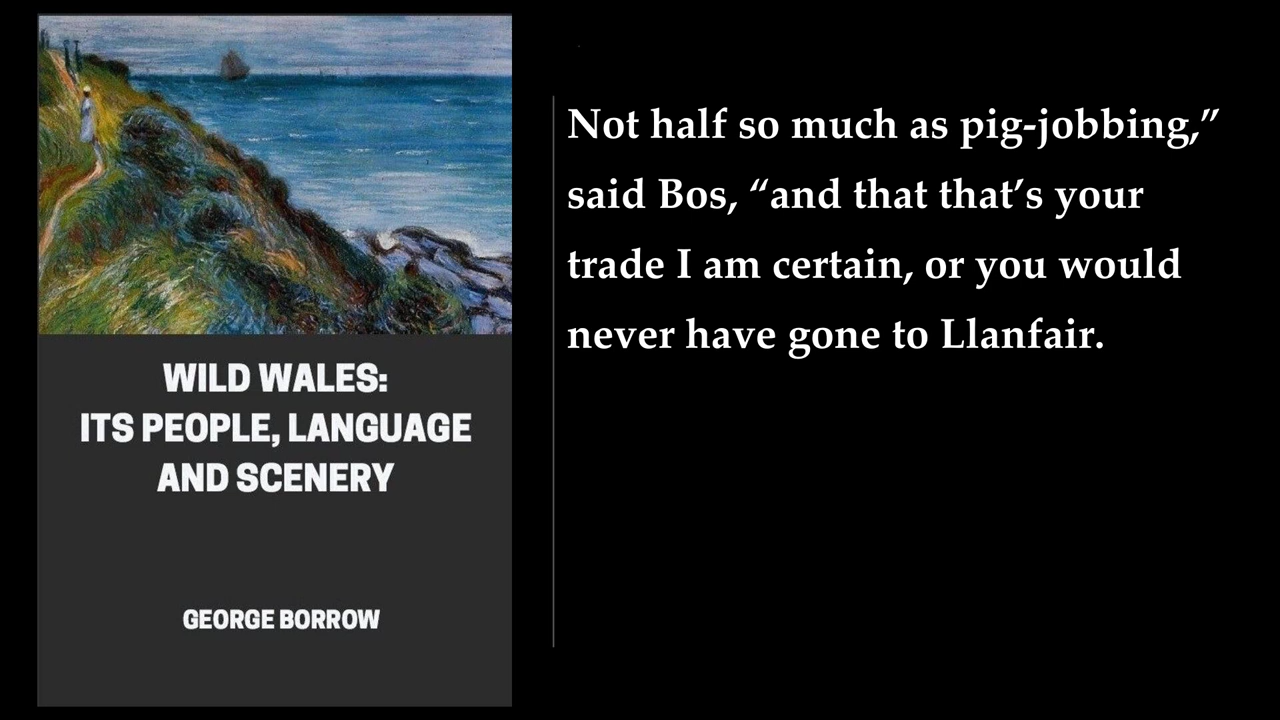 WILD WALES:
ITS PEOPLE, LANGUAGE
AND SCENERY
GEORGE BORROW
Not half so much as pig-jobbing,”
said Bos, “and that that’s your
trade I am certain, or you would
never have gone to Llanfair.